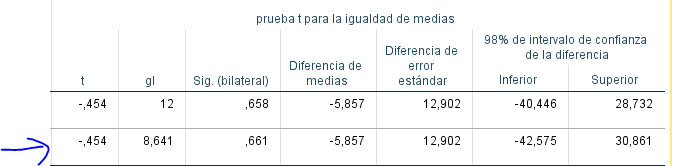 prueba t para la igualdad de medias
98% de intervalo de confianza
de la diferencia
t gl Sig. (bilateral) Diferencia de medias Diferencia de error estándar Inferior Superior
-,454 12 ,658 -5,857 12,902 -40,446 28,732
-,454 8,641 ,661 -5,857 12,902 -42,575 30,861